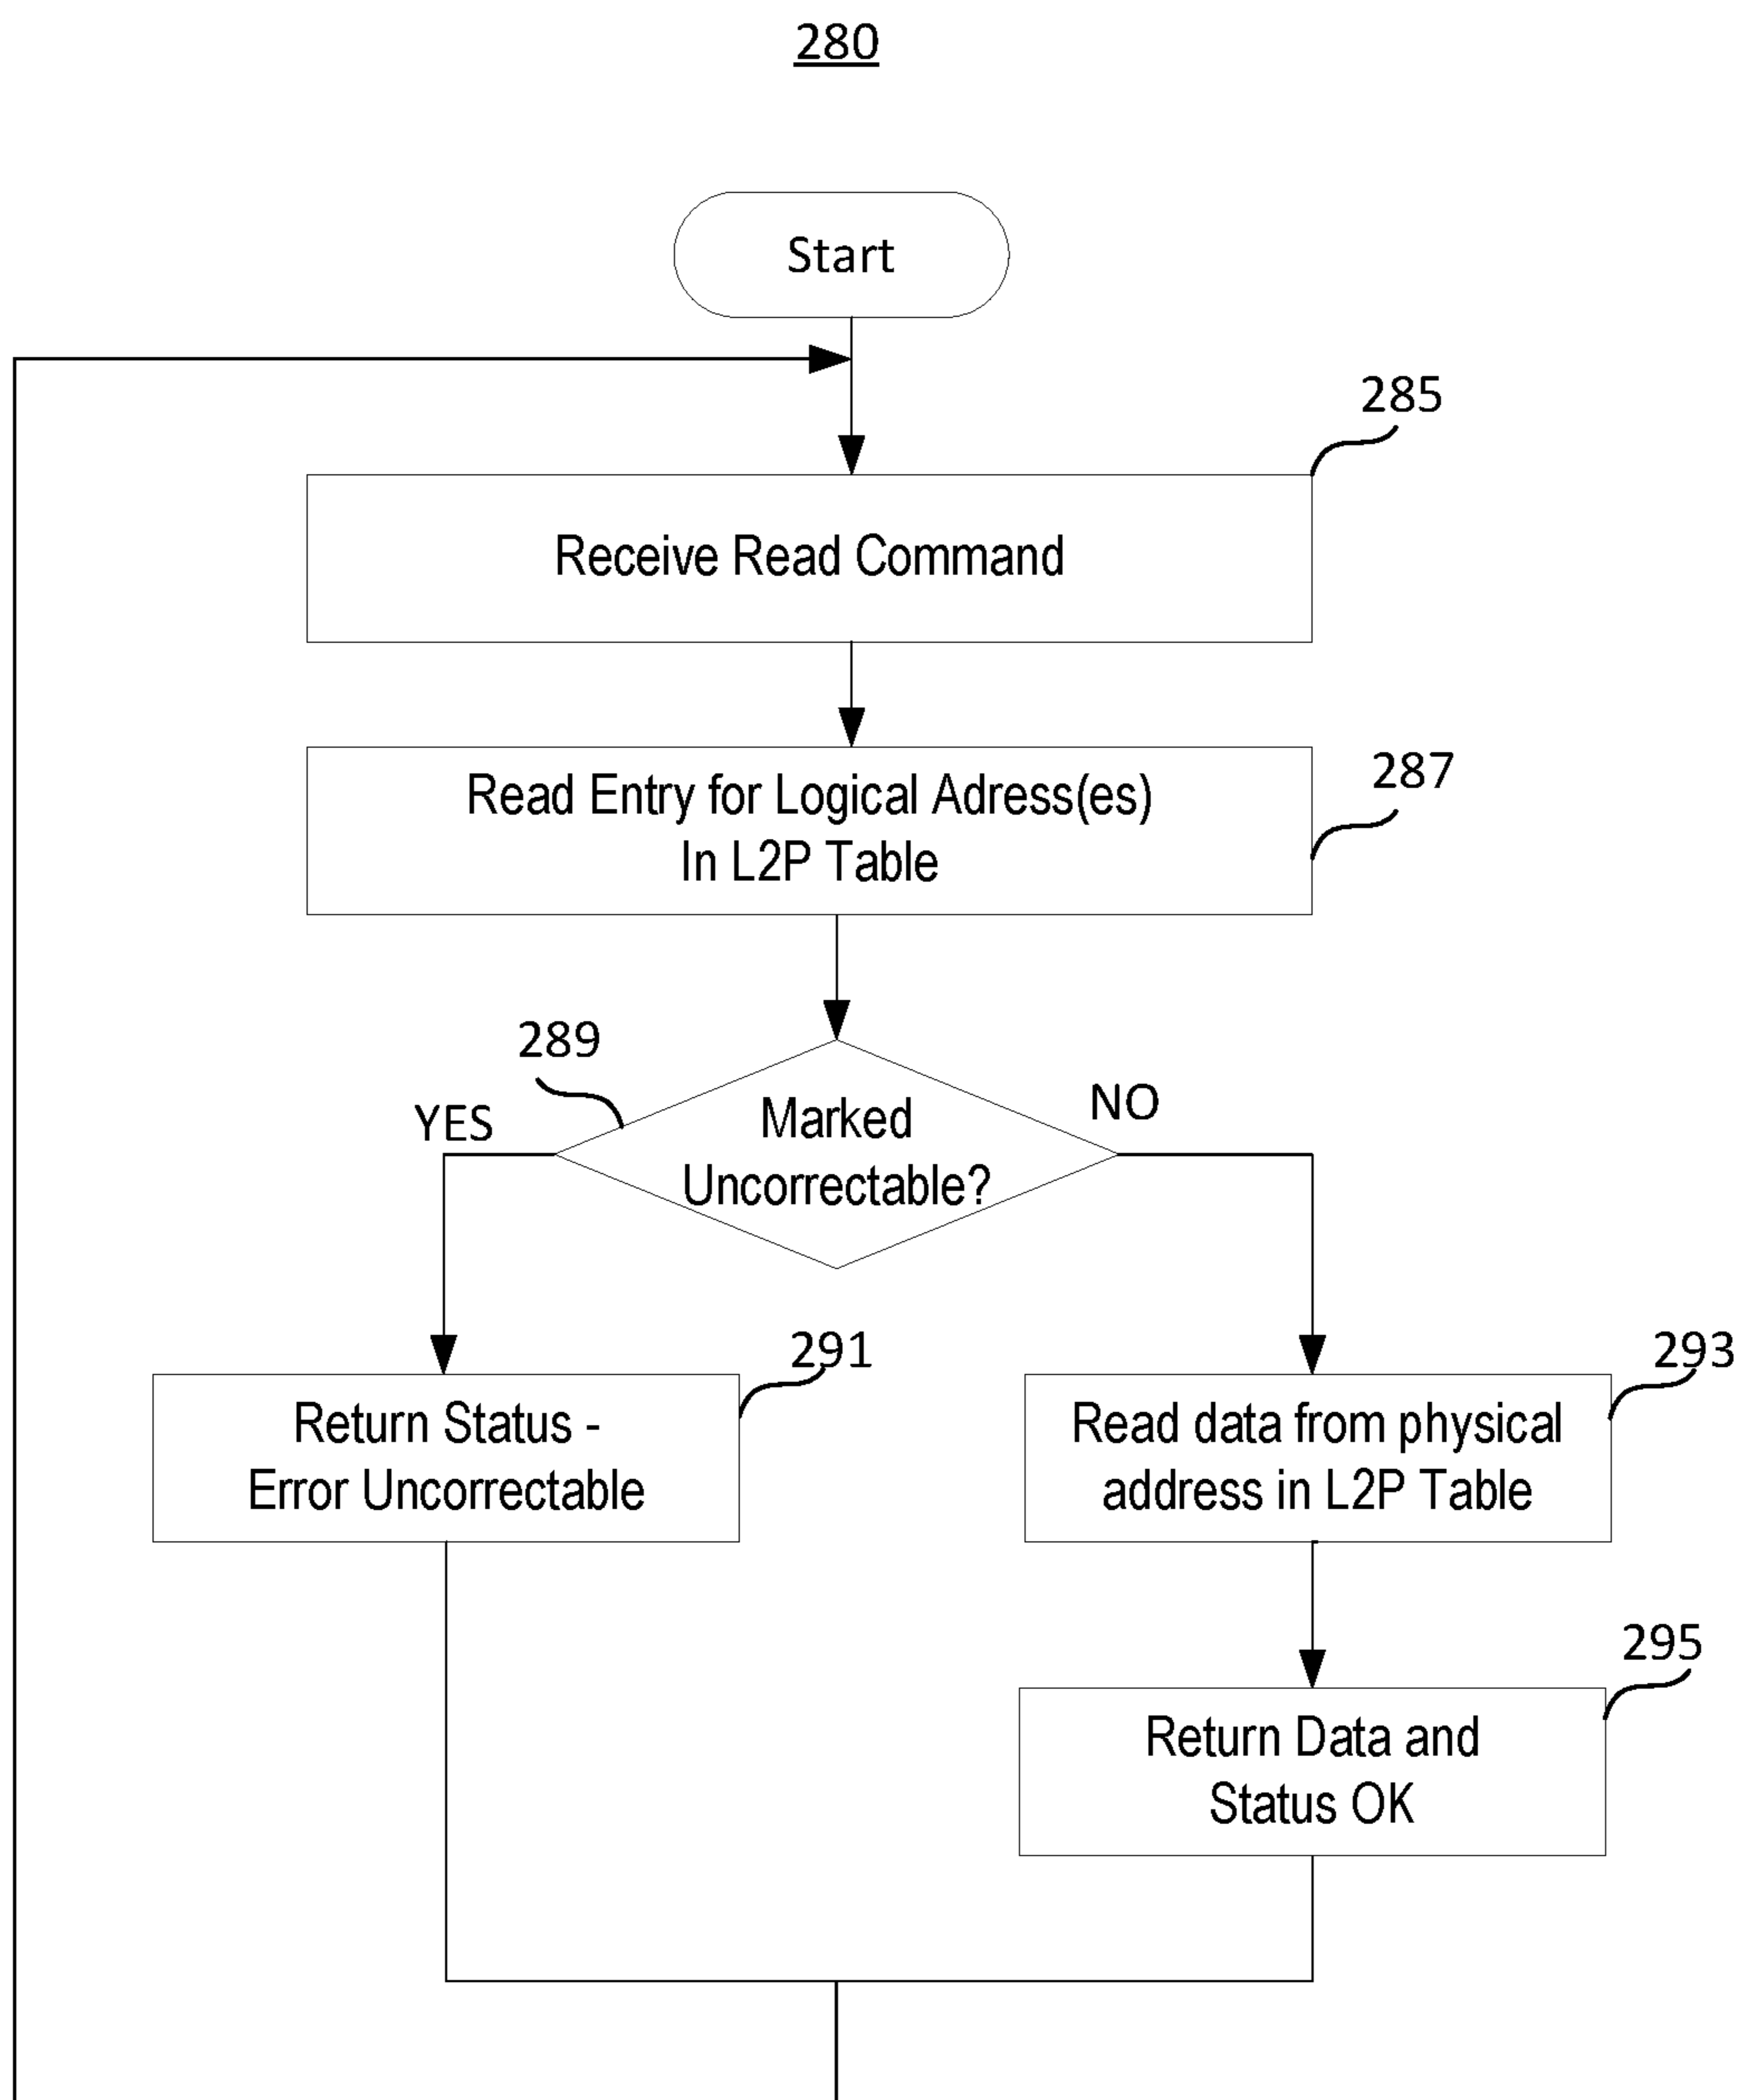 280
Start
285
Receive Read Command
287
Read Entry for Logical Adress(es)
In L2P Table
289
YES
NO
Marked
Uncorrectable?
291
Return Status -
Error Uncorrectable
293
Read data from physical
address in L2P Table
295
Return Data and
Status OK